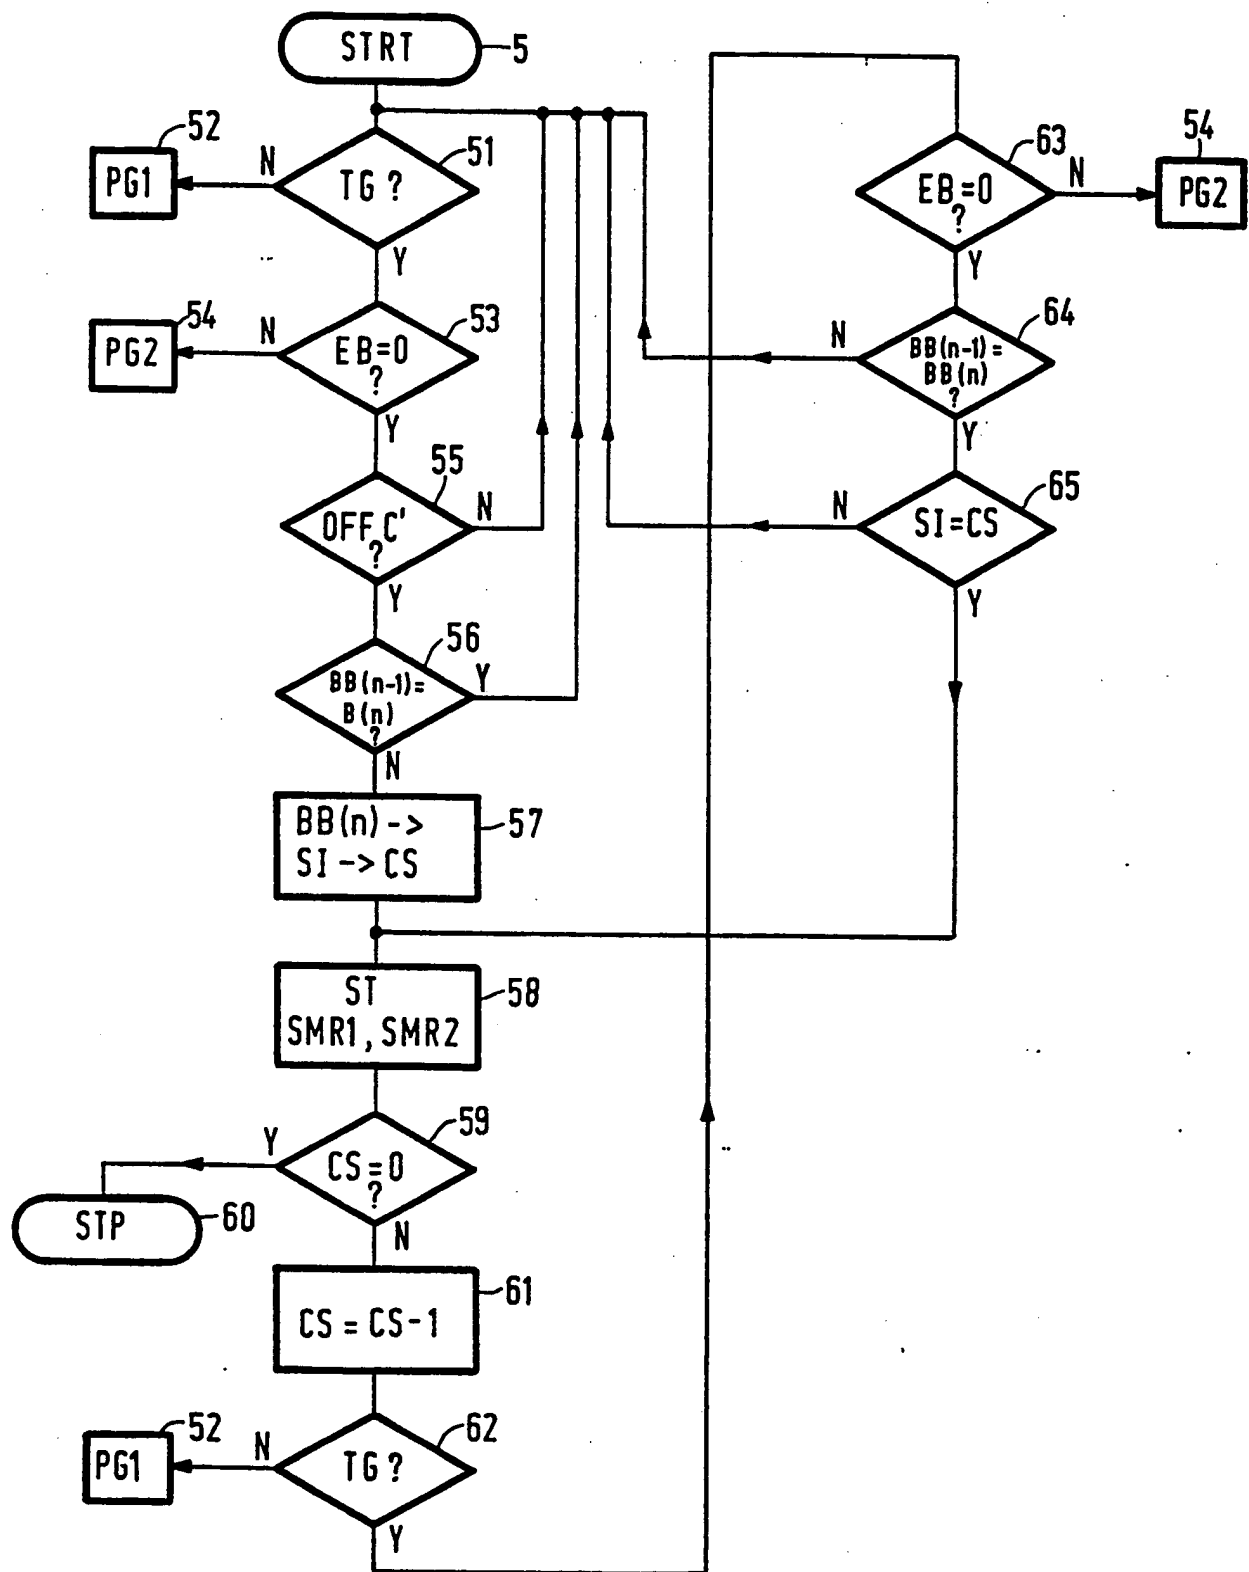 STRT
5
52
N
51
PG1
TG ?
Y
54
N
53
PG2
EB=0
?
Y
55
OFF, C'
?
N
Y
56
BB(n-1)=
B(n)
?
Y
N
BB(n) ->
SI -> CS
57
ST
SMR1, SMR2
58
59
Y
CS=0
?
N
STP
60
61
CS = CS-1
52
N
62
PG1
TG ?
Y
63
EB=0
?
N
54
PG2
Y
64
N
BB(n-1)=
BB(n)
?
Y
65
N
SI=CS
Y